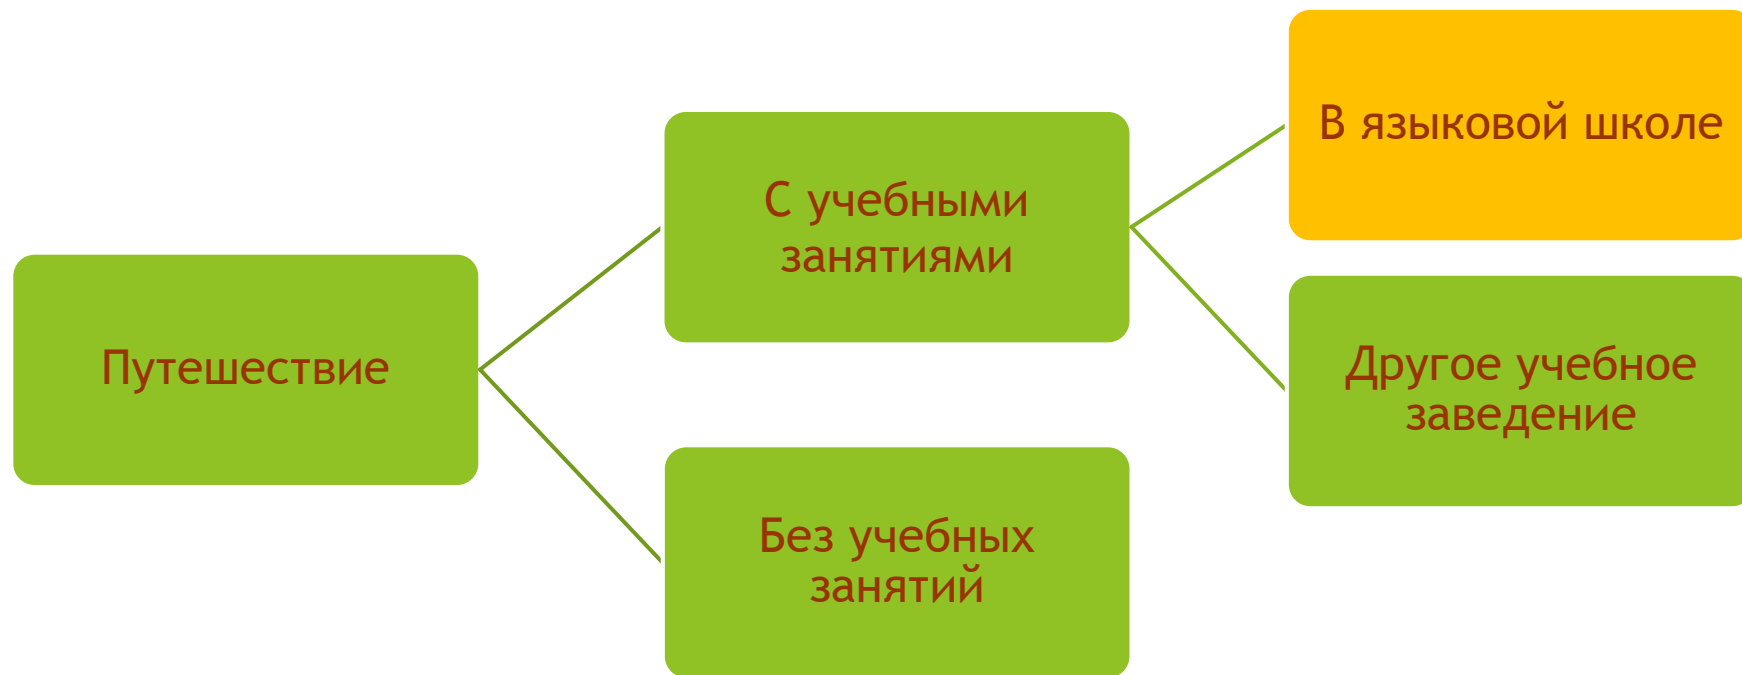 Путешествие
С учебными
занятиями
Без учебных
занятий
В языковой школе
Другое учебное
заведение